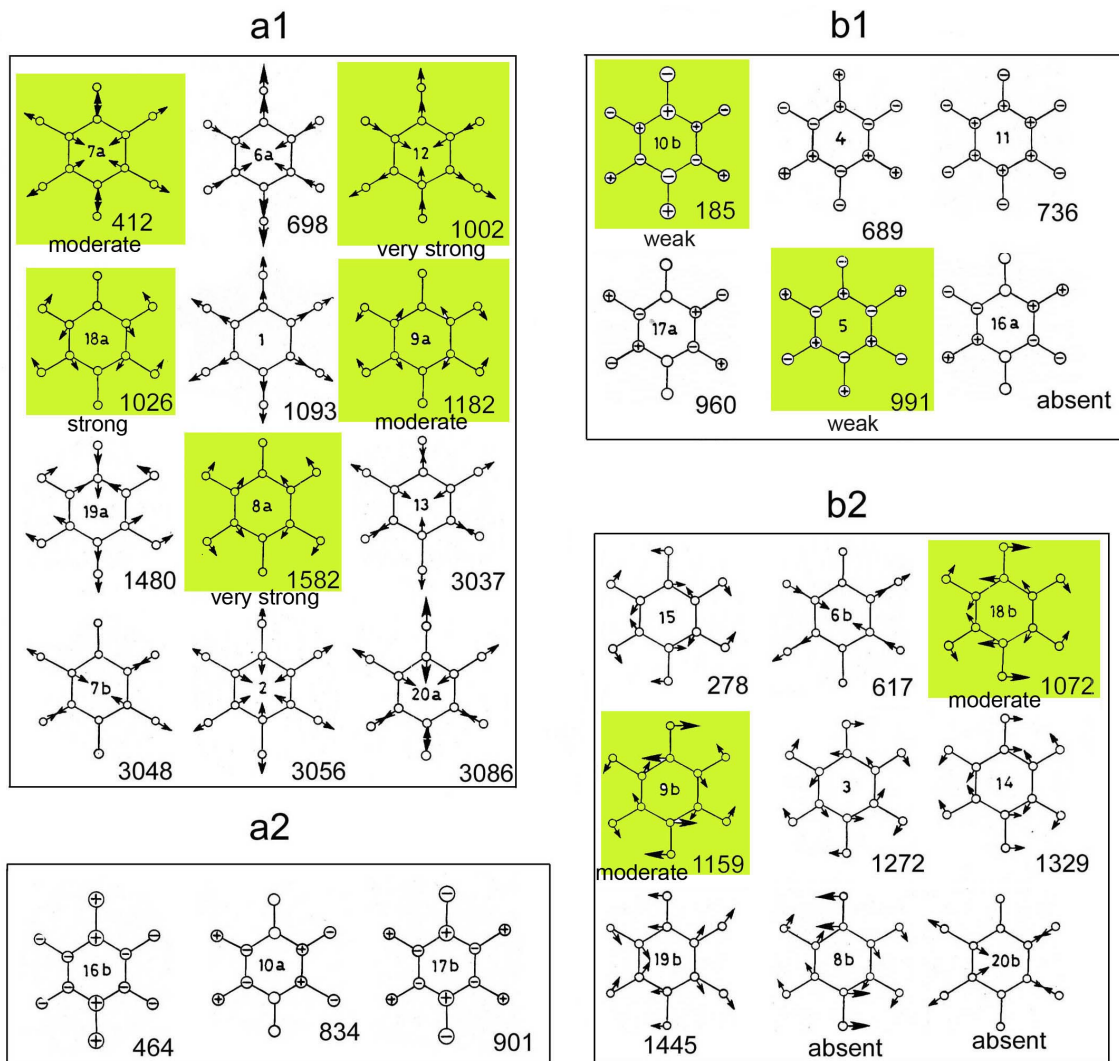 a1
7a
412
moderate
6a
698
12
1002
very strong
18a
1026
strong
1
1093
9a
1182
moderate
19a
1480
8a
1582
very strong
13
3037
7b
3048
2
3056
20a
3086
a2
16b
464
10a
834
17b
901
b1
10b
185
weak
4
689
11
736
17a
960
5
991
weak
16a
absent
b2
15
278
6b
617
18b
1072
moderate
9b
1159
moderate
3
1272
14
1329
19b
1445
8b
absent
20b
absent